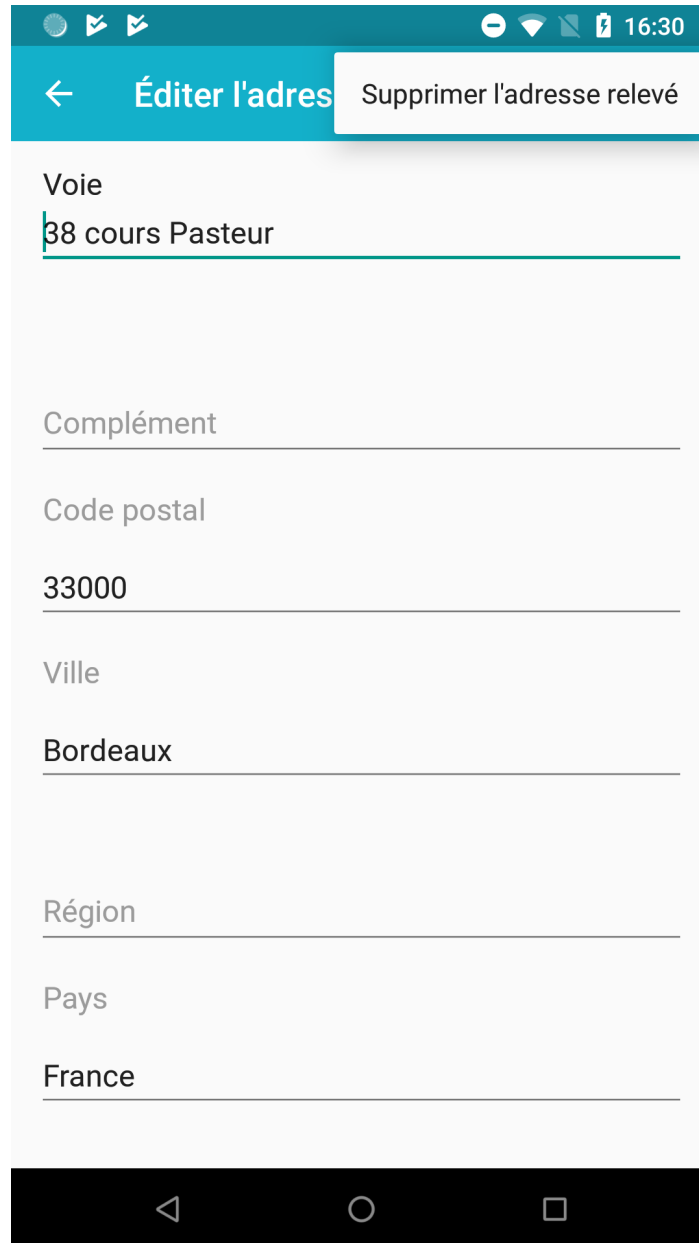 16:30
Éditer l'adres
Supprimer l'adresse relevé
Voie
38 cours Pasteur
Complément
Code postal
33000
Ville
Bordeaux
Région
Pays
France